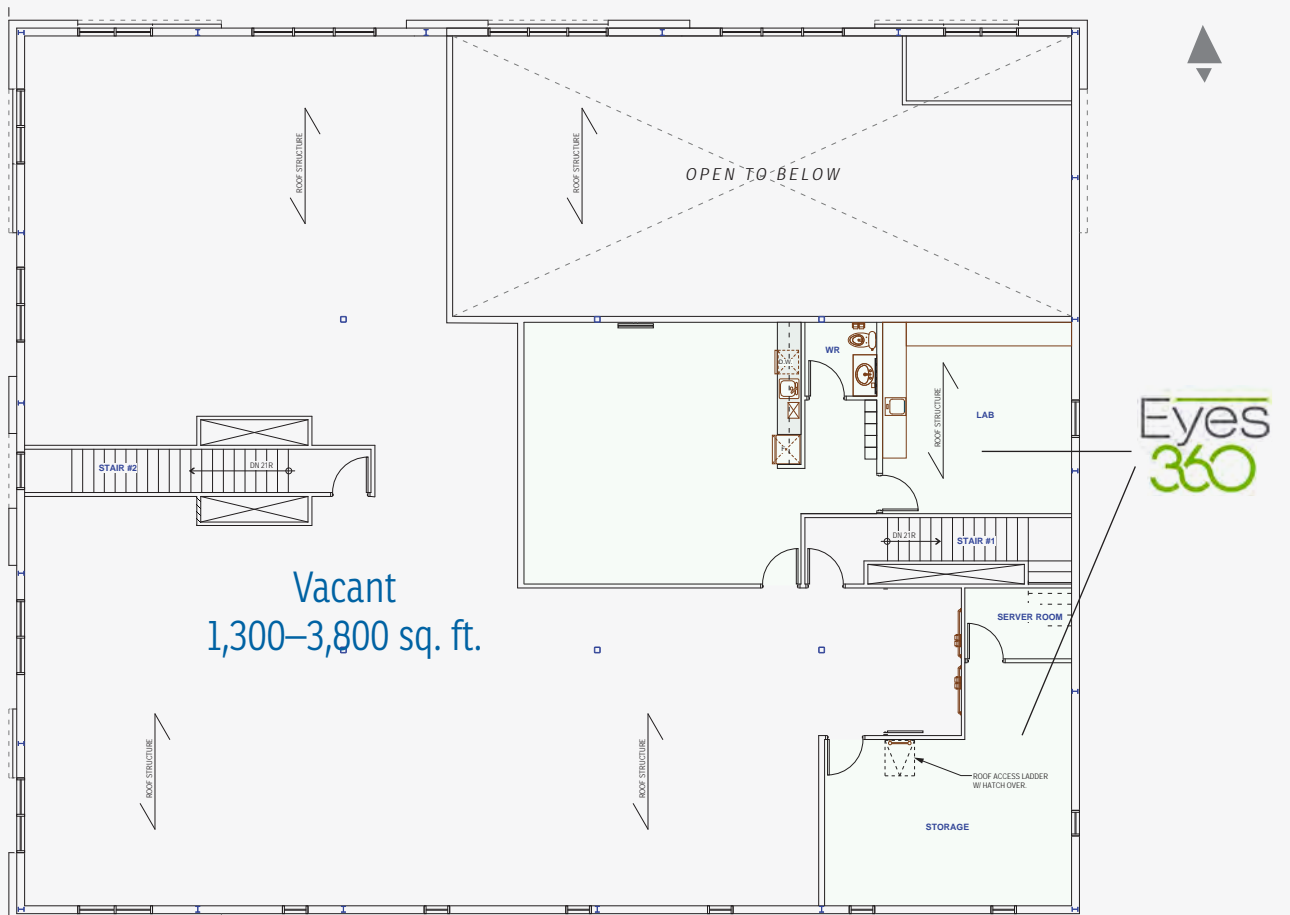 ROOF STRUCTURE
ROOF STRUCTURE
OPEN TO BELOW
D.W.
WR
ROOF STRUCTURE
LAB
Eyes
360
STAIR #2
DN 21R
DN 21R
STAIR #1
Vacant
1,300–3,800 sq. ft.
SERVER ROOM
ROOF STRUCTURE
ROOF STRUCTURE
ROOF ACCESS LADDER
W/ HATCH OVER.
STORAGE